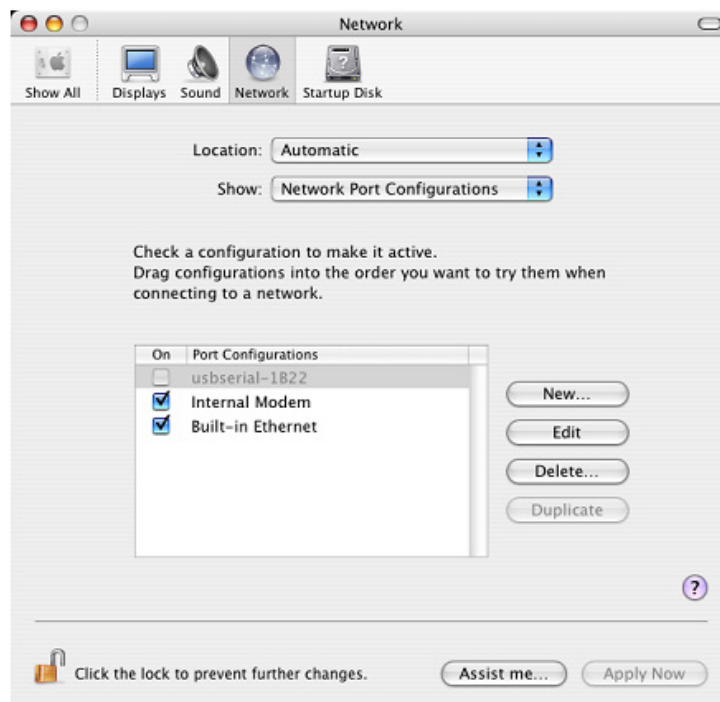 Network
Show All Displays Sound Network Startup Disk
Location: Automatic
Show: Network Port Configurations
Check a configuration to make it active.
Drag configurations into the order you want to try them when
connecting to a network.
On Port Configurations
usbserial-1B22
Internal Modem
Built-in Ethernet
New...
Edit
Delete...
Duplicate
?
Click the lock to prevent further changes.
Assist me... Apply Now